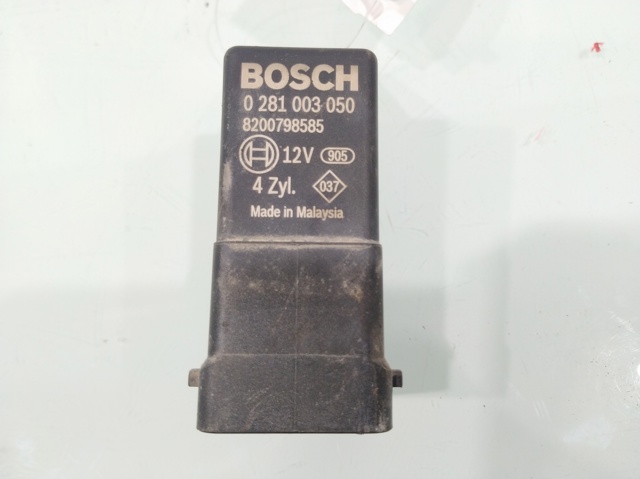 BOSCH
0 281 003 050
8200798585
12V 905
4 Zyl. 037
Made in Malaysia